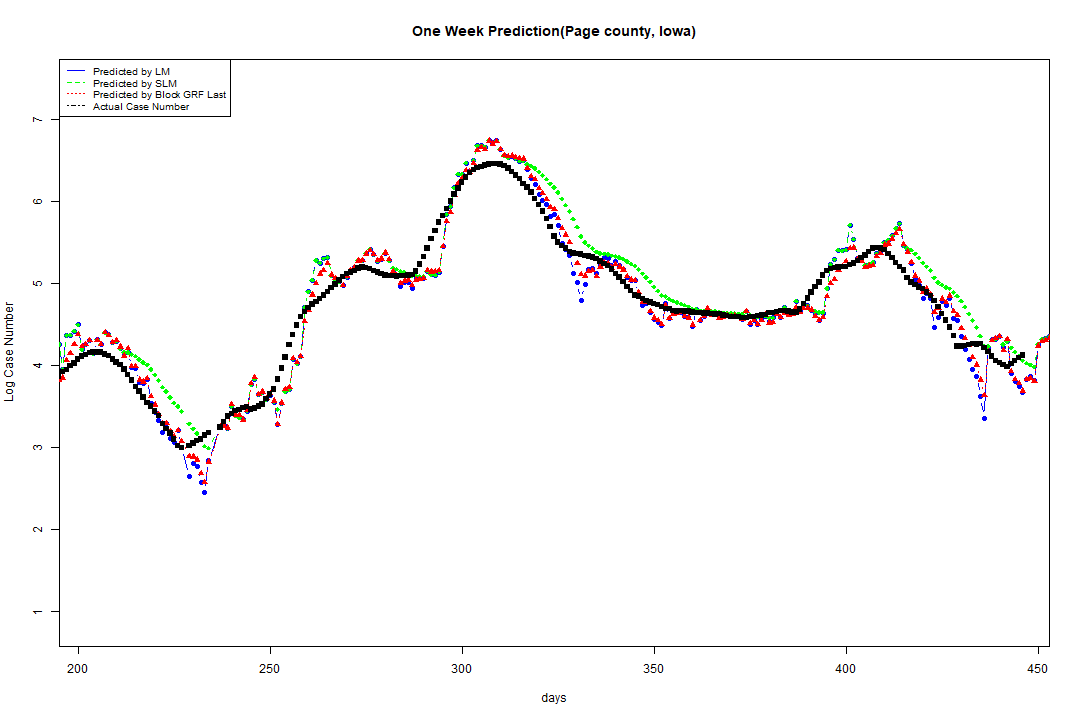 One Week Prediction(Page county, Iowa)
Predicted by LM
Predicted by SLM
Predicted by Block GRF Last
Actual Case Number
Log Case Number
7
6
5
4
3
2
1
200 250 300 350 400 450
days